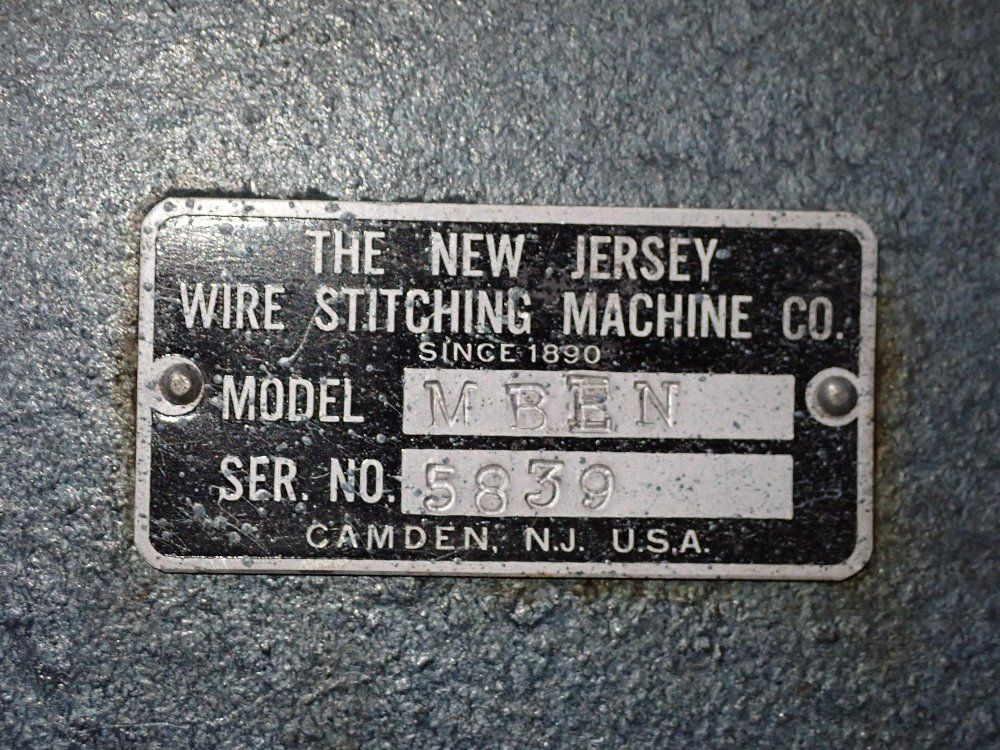 THE NEW JERSEY
WIRE STITCHING MACHINE CO.
SINCE 1890
MODEL MBEN
SER. NO. 5839
CAMDEN, N.J. U.S.A.